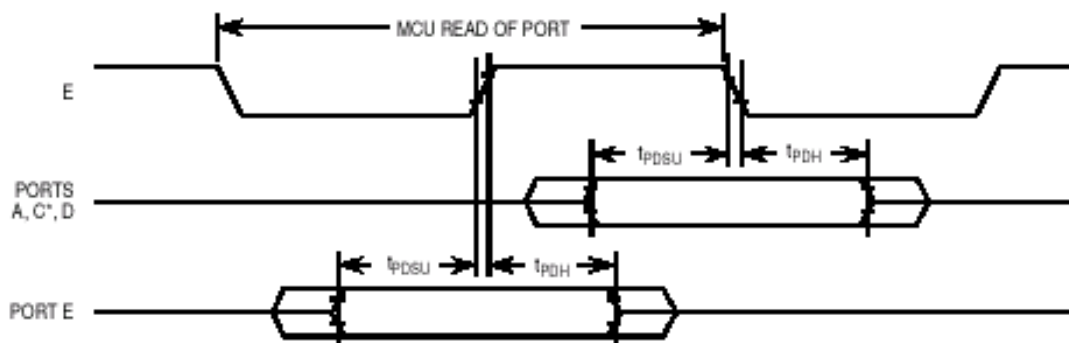 MCU READ OF PORT
E
tPDSU
tPDH
PORTS
A, C*, D
tPDSU
tPDH
PORT E